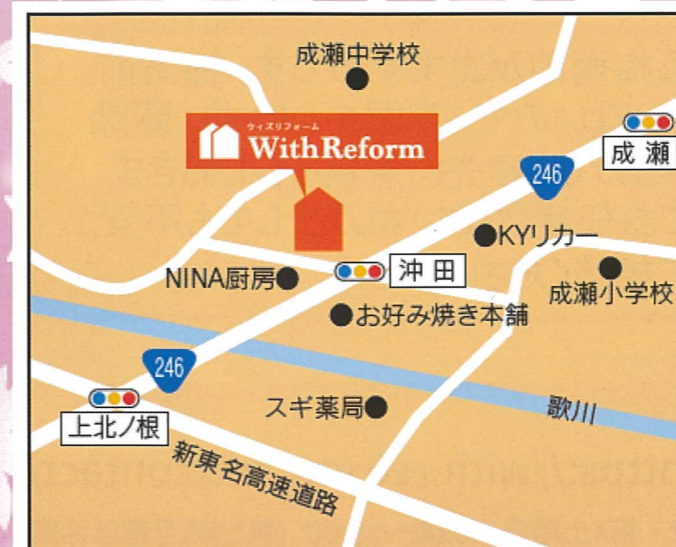 成瀬中学校
ウィズリフォーム
WithReform
成瀬
246
KYリカー
沖田
NINA厨房
成瀬小学校
お好み焼き本舗
246
スギ薬局
歌川
上北ノ根
新東名高速道路